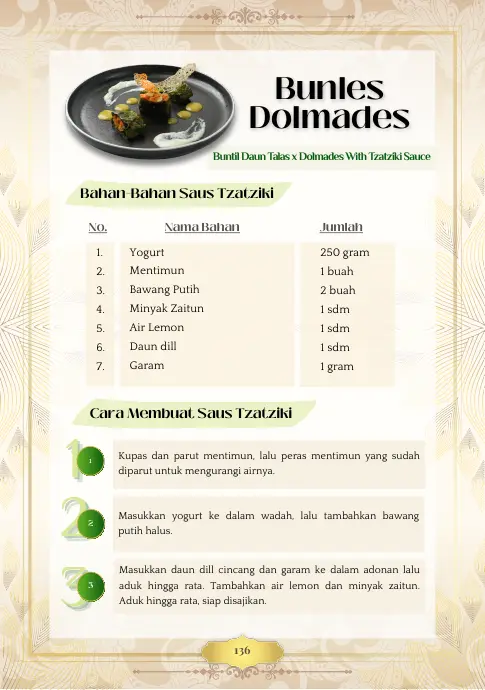 Bunles
Dolmades
Buntil Daun Talas x Dolmades With Tzatziki Sauce
Bahan-Bahan Saus Tzatziki
No. Nama Bahan Jumlah
1. Yogurt 250 gram
2. Mentimun 1 buah
3. Bawang Putih 2 buah
4. Minyak Zaitun 1 sdm
5. Air Lemon 1 sdm
6. Daun dill 1 sdm
7. Garam 1 gram
Cara Membuat Saus Tzatziki
1
Kupas dan parut mentimun, lalu peras mentimun yang sudah
diparut untuk mengurangi airnya.
2
Masukkan yogurt ke dalam wadah, lalu tambahkan bawang
putih halus.
3
Masukkan daun dill cincang dan garam ke dalam adonan lalu
aduk hingga rata. Tambahkan air lemon dan minyak zaitun.
Aduk hingga rata, siap disajikan.
136